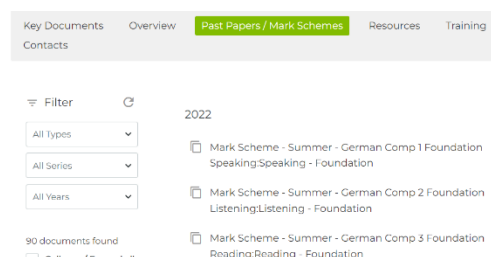 Key Documents Overview Past Papers / Mark Schemes Resources Training
Contacts
Filter
All Types
All Series
All Years
90 documents found
2022
Mark Scheme - Summer - German Comp 1 Foundation
Speaking:Speaking - Foundation
Mark Scheme - Summer - German Comp 2 Foundation
Listening:Listening - Foundation
Mark Scheme - Summer - German Comp 3 Foundation
Reading:Reading - Foundation